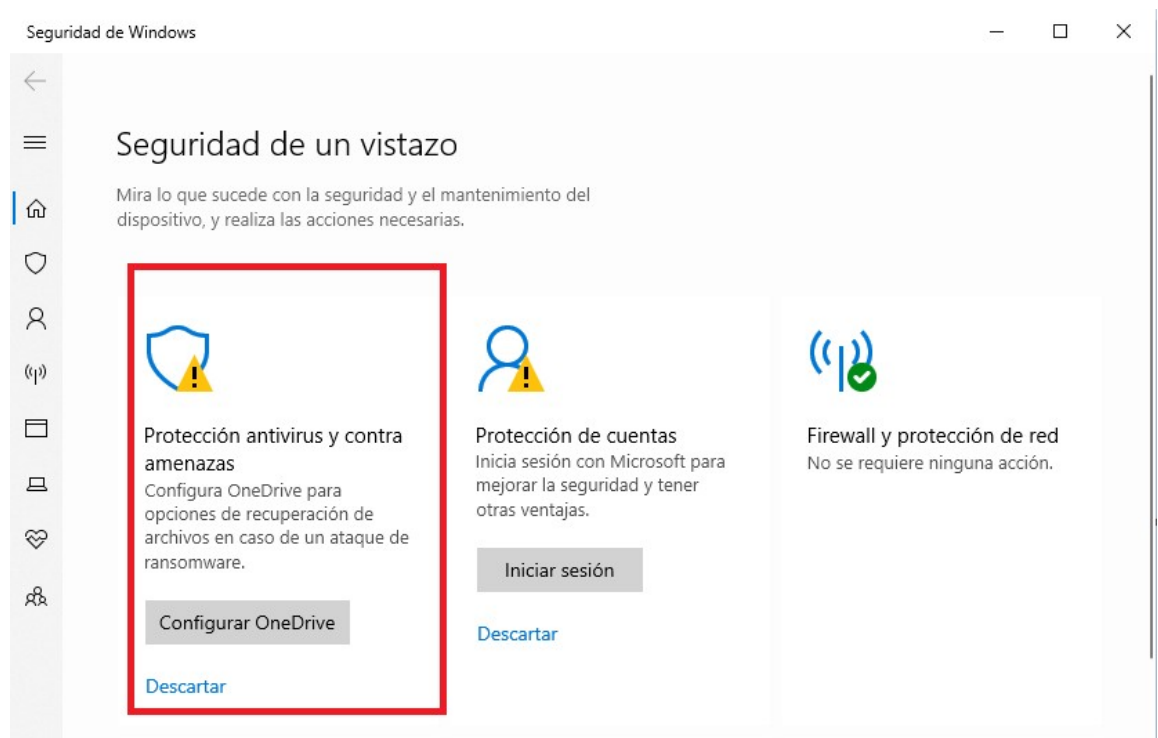 Seguridad de Windows
Seguridad de un vistazo
Mira lo que sucede con la seguridad y el mantenimiento del
dispositivo, y realiza las acciones necesarias.
Protección antivirus y contra
amenazas
Configura OneDrive para
opciones de recuperación de
archivos en caso de un ataque de
ransomware.
Configurar OneDrive
Descartar
Protección de cuentas
Inicia sesión con Microsoft para
mejorar la seguridad y tener
otras ventajas.
Iniciar sesión
Descartar
Firewall y protección de red
No se requiere ninguna acción.